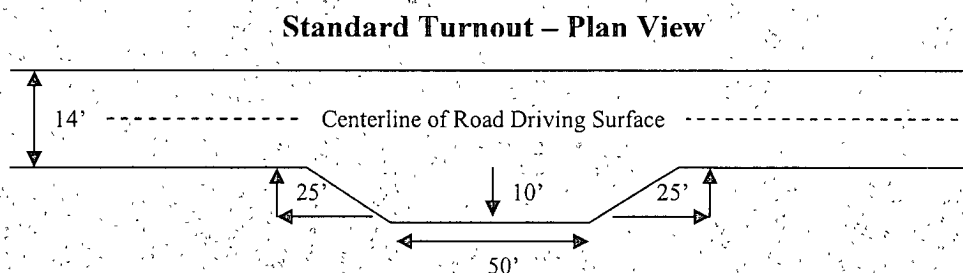 Standard Turnout – Plan View
14'
Centerline of Road Driving Surface
25'
10'
25'
50'